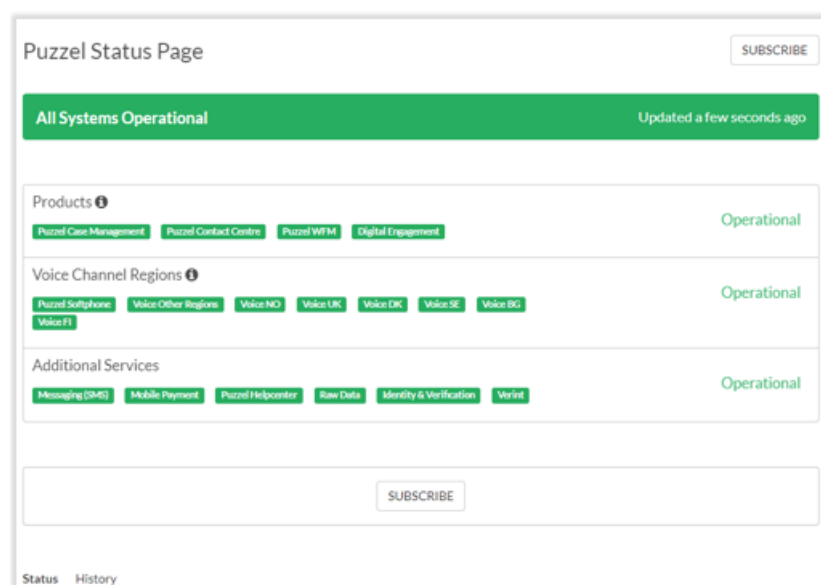 Puzzel Status Page
SUBSCRIBE
All Systems Operational
Updated a few seconds ago
Products
Operational
Puzzel Case Management Puzzel Contact Centre Puzzel WFM Digital Engagement
Voice Channel Regions
Operational
Puzzel Softphone Voice Other Regions Voice NO Voice UK Voice DK Voice SE Voice BG
Voice FI
Additional Services
Operational
Messaging (SMS) Mobile Payment Puzzel Helpcenter Raw Data Identity & Verification Verint
SUBSCRIBE
Status History